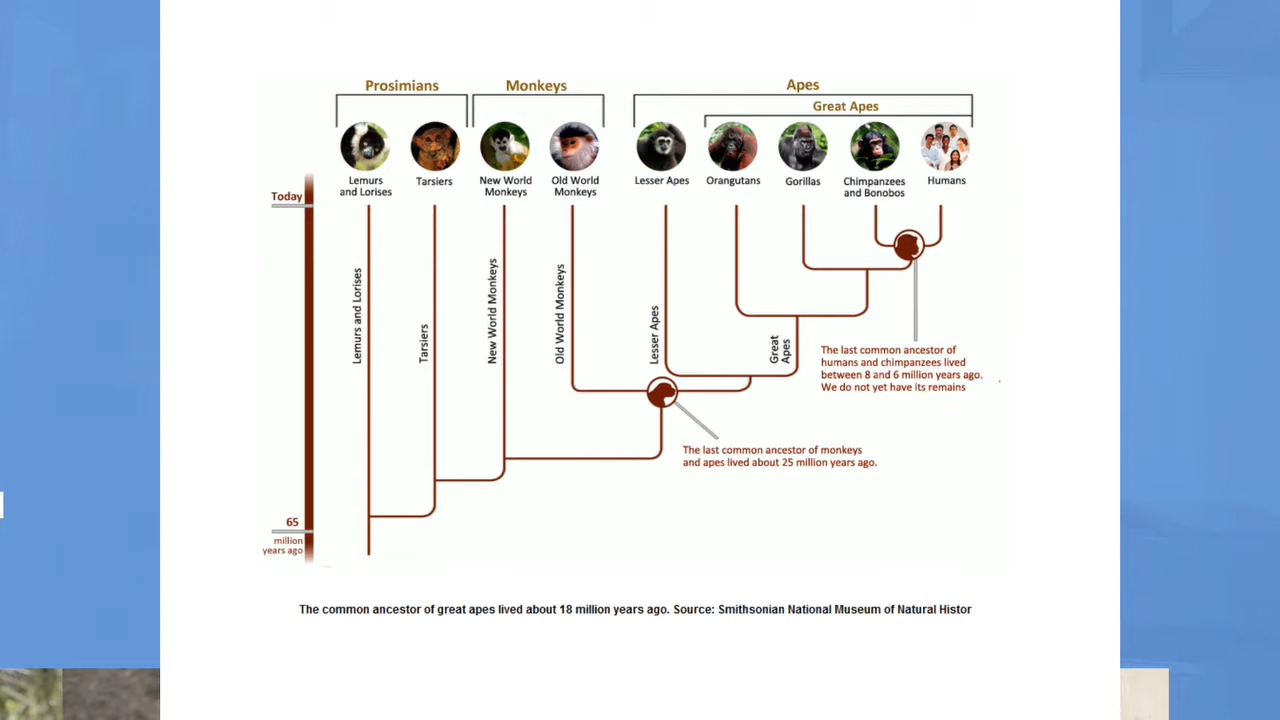 Prosimians
Monkeys
Apes
Great Apes
Lemurs
and Lorises
Tarsiers
New World
Monkeys
Old World
Monkeys
Lesser Apes
Orangutans
Gorillas
Chimpanzees
and Bonobos
Humans
Today
Lemurs and Lorises
Tarsiers
New World Monkeys
Old World Monkeys
Lesser Apes
Great
Apes
The last common ancestor of
humans and chimpanzees lived
between 8 and 6 million years ago.
We do not yet have its remains
The last common ancestor of monkeys
and apes lived about 25 million years ago.
65
million
years ago
The common ancestor of great apes lived about 18 million years ago. Source: Smithsonian National Museum of Natural Histor